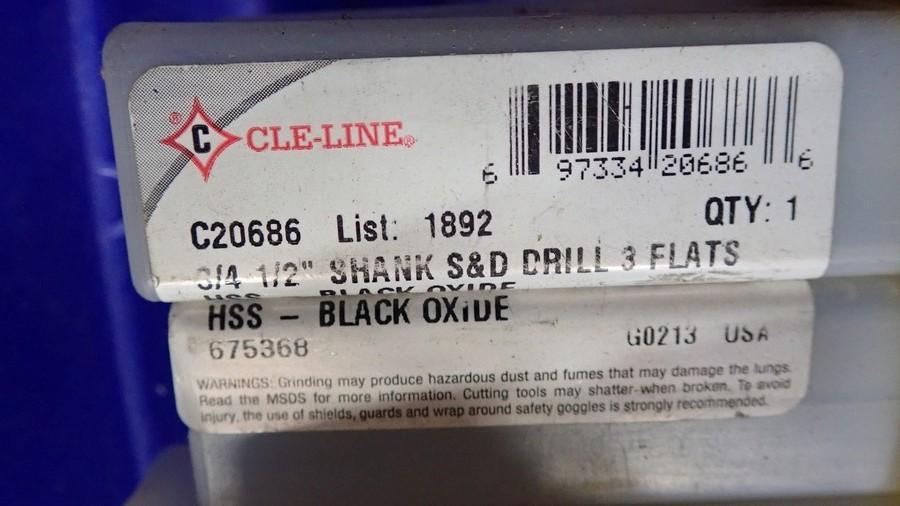 ® C CLE-LINE®
6 97334 20686 6
C20686 List: 1892 QTY: 1
3/4 1/2" SHANK S&D DRILL 3 FLATS
HSS - BLACK OXIDE
HSS - BLACK OXIDE
675368 G0213 USA
WARNINGS: Grinding may produce hazardous dust and fumes that may damage the lungs.
Read the MSDS for more information. Cutting tools may shatter when broken. To avoid
injury, the use of shields, guards and wrap around safety goggles is strongly recommended.